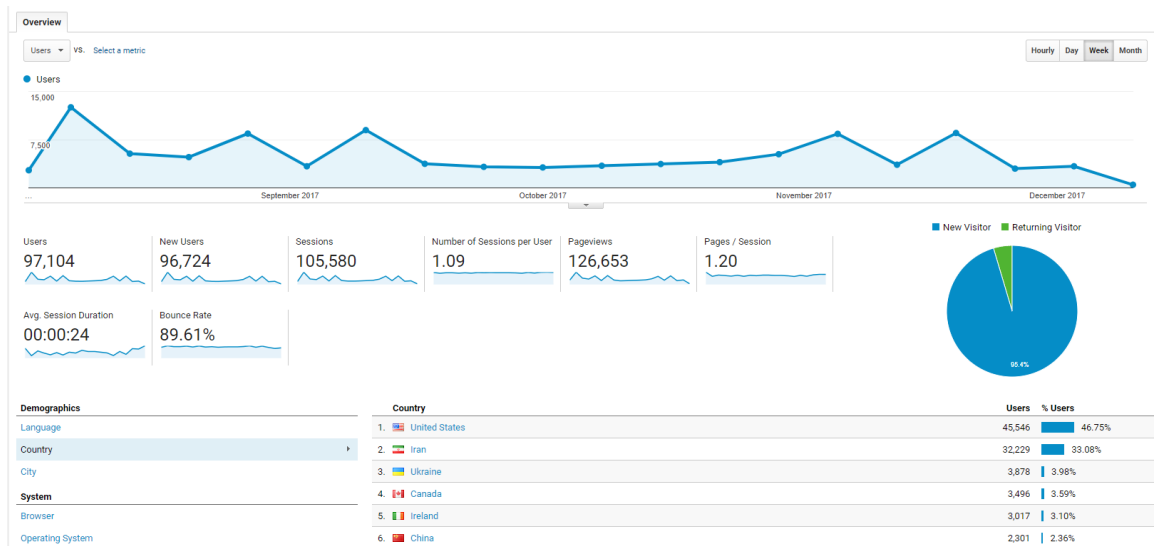 Overview
Users VS. Select a metric
Hourly Day Week Month
Users
15,000
7,500
... September 2017 October 2017 November 2017 December 2017
New Visitor Returning Visitor
Users New Users Sessions Number of Sessions per User Pageviews Pages / Session
97,104 96,724 105,580 1.09 126,653 1.20
Avg. Session Duration Bounce Rate
00:00:24 89.61%
95.4%
Demographics Country Users % Users
Language 1. United States 45,546 46.75%
Country 2. Iran 32,229 33.08%
City 3. Ukraine 3,878 3.98%
System 4. Canada 3,496 3.59%
Browser 5. Ireland 3,017 3.10%
Operating System 6. China 2,301 2.36%